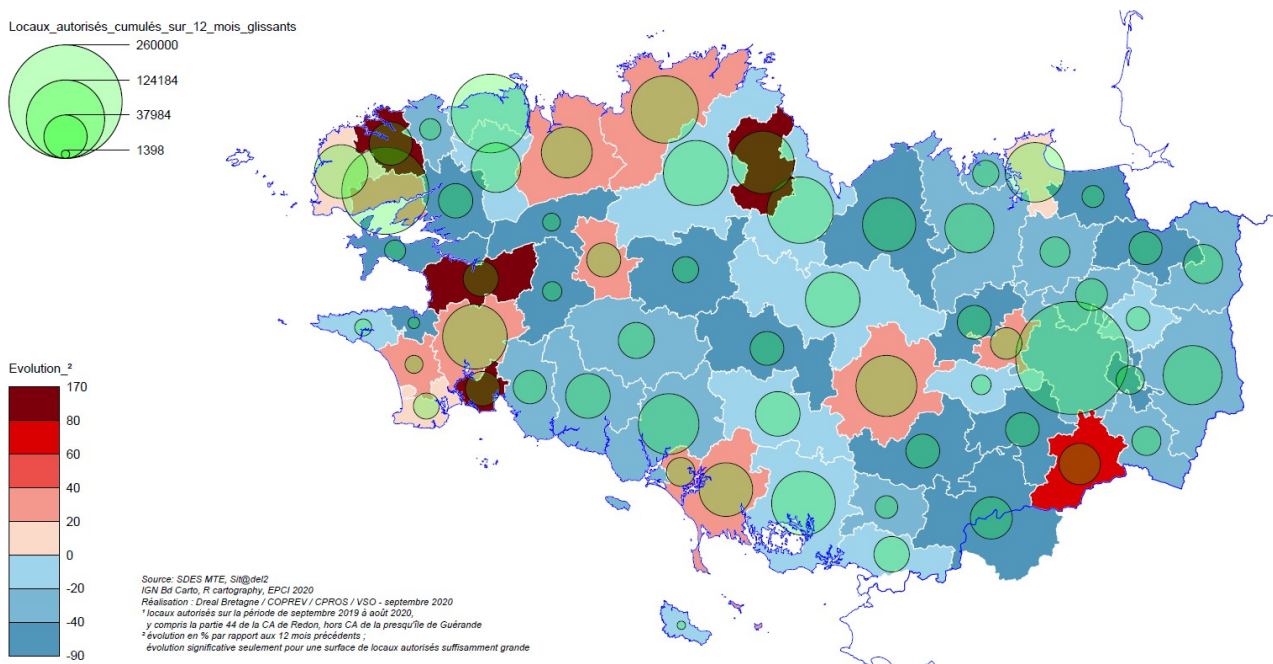 Locaux_autorisés_cumulés_sur_12_mois_glissants
260000
124184
37984
1398
Evolution_²
170
80
60
40
20
0
-20
-40
-90
Source: SDES MTE, Sit@del2
IGN Bd Carto, R cartography, EPCI 2020
Réalisation : Dreal Bretagne / COPREV / CPROS / VSO - septembre 2020
¹ locaux autorisés sur la période de septembre 2019 à août 2020,
y compris la partie 44 de la CA de Redon, hors CA de la presqu'île de Guérande
² évolution en % par rapport aux 12 mois précédents ;
évolution significative seulement pour une surface de locaux autorisés suffisamment grande